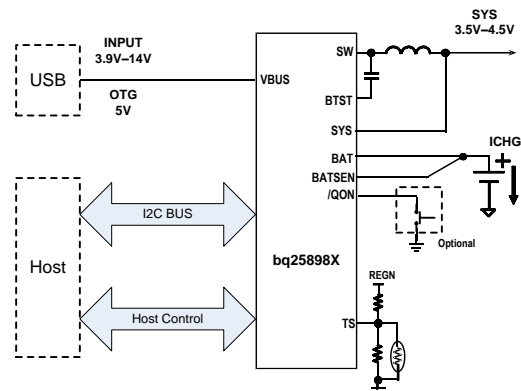 SYS
3.5V–4.5V
INPUT
3.9V–14V
SW
USB
VBUS
OTG
5V
BTST
SYS
ICHG
BAT
+
BATSEN
/QON
I2C BUS
Optional
Host
bq25898X
REGN
Host Control
TS